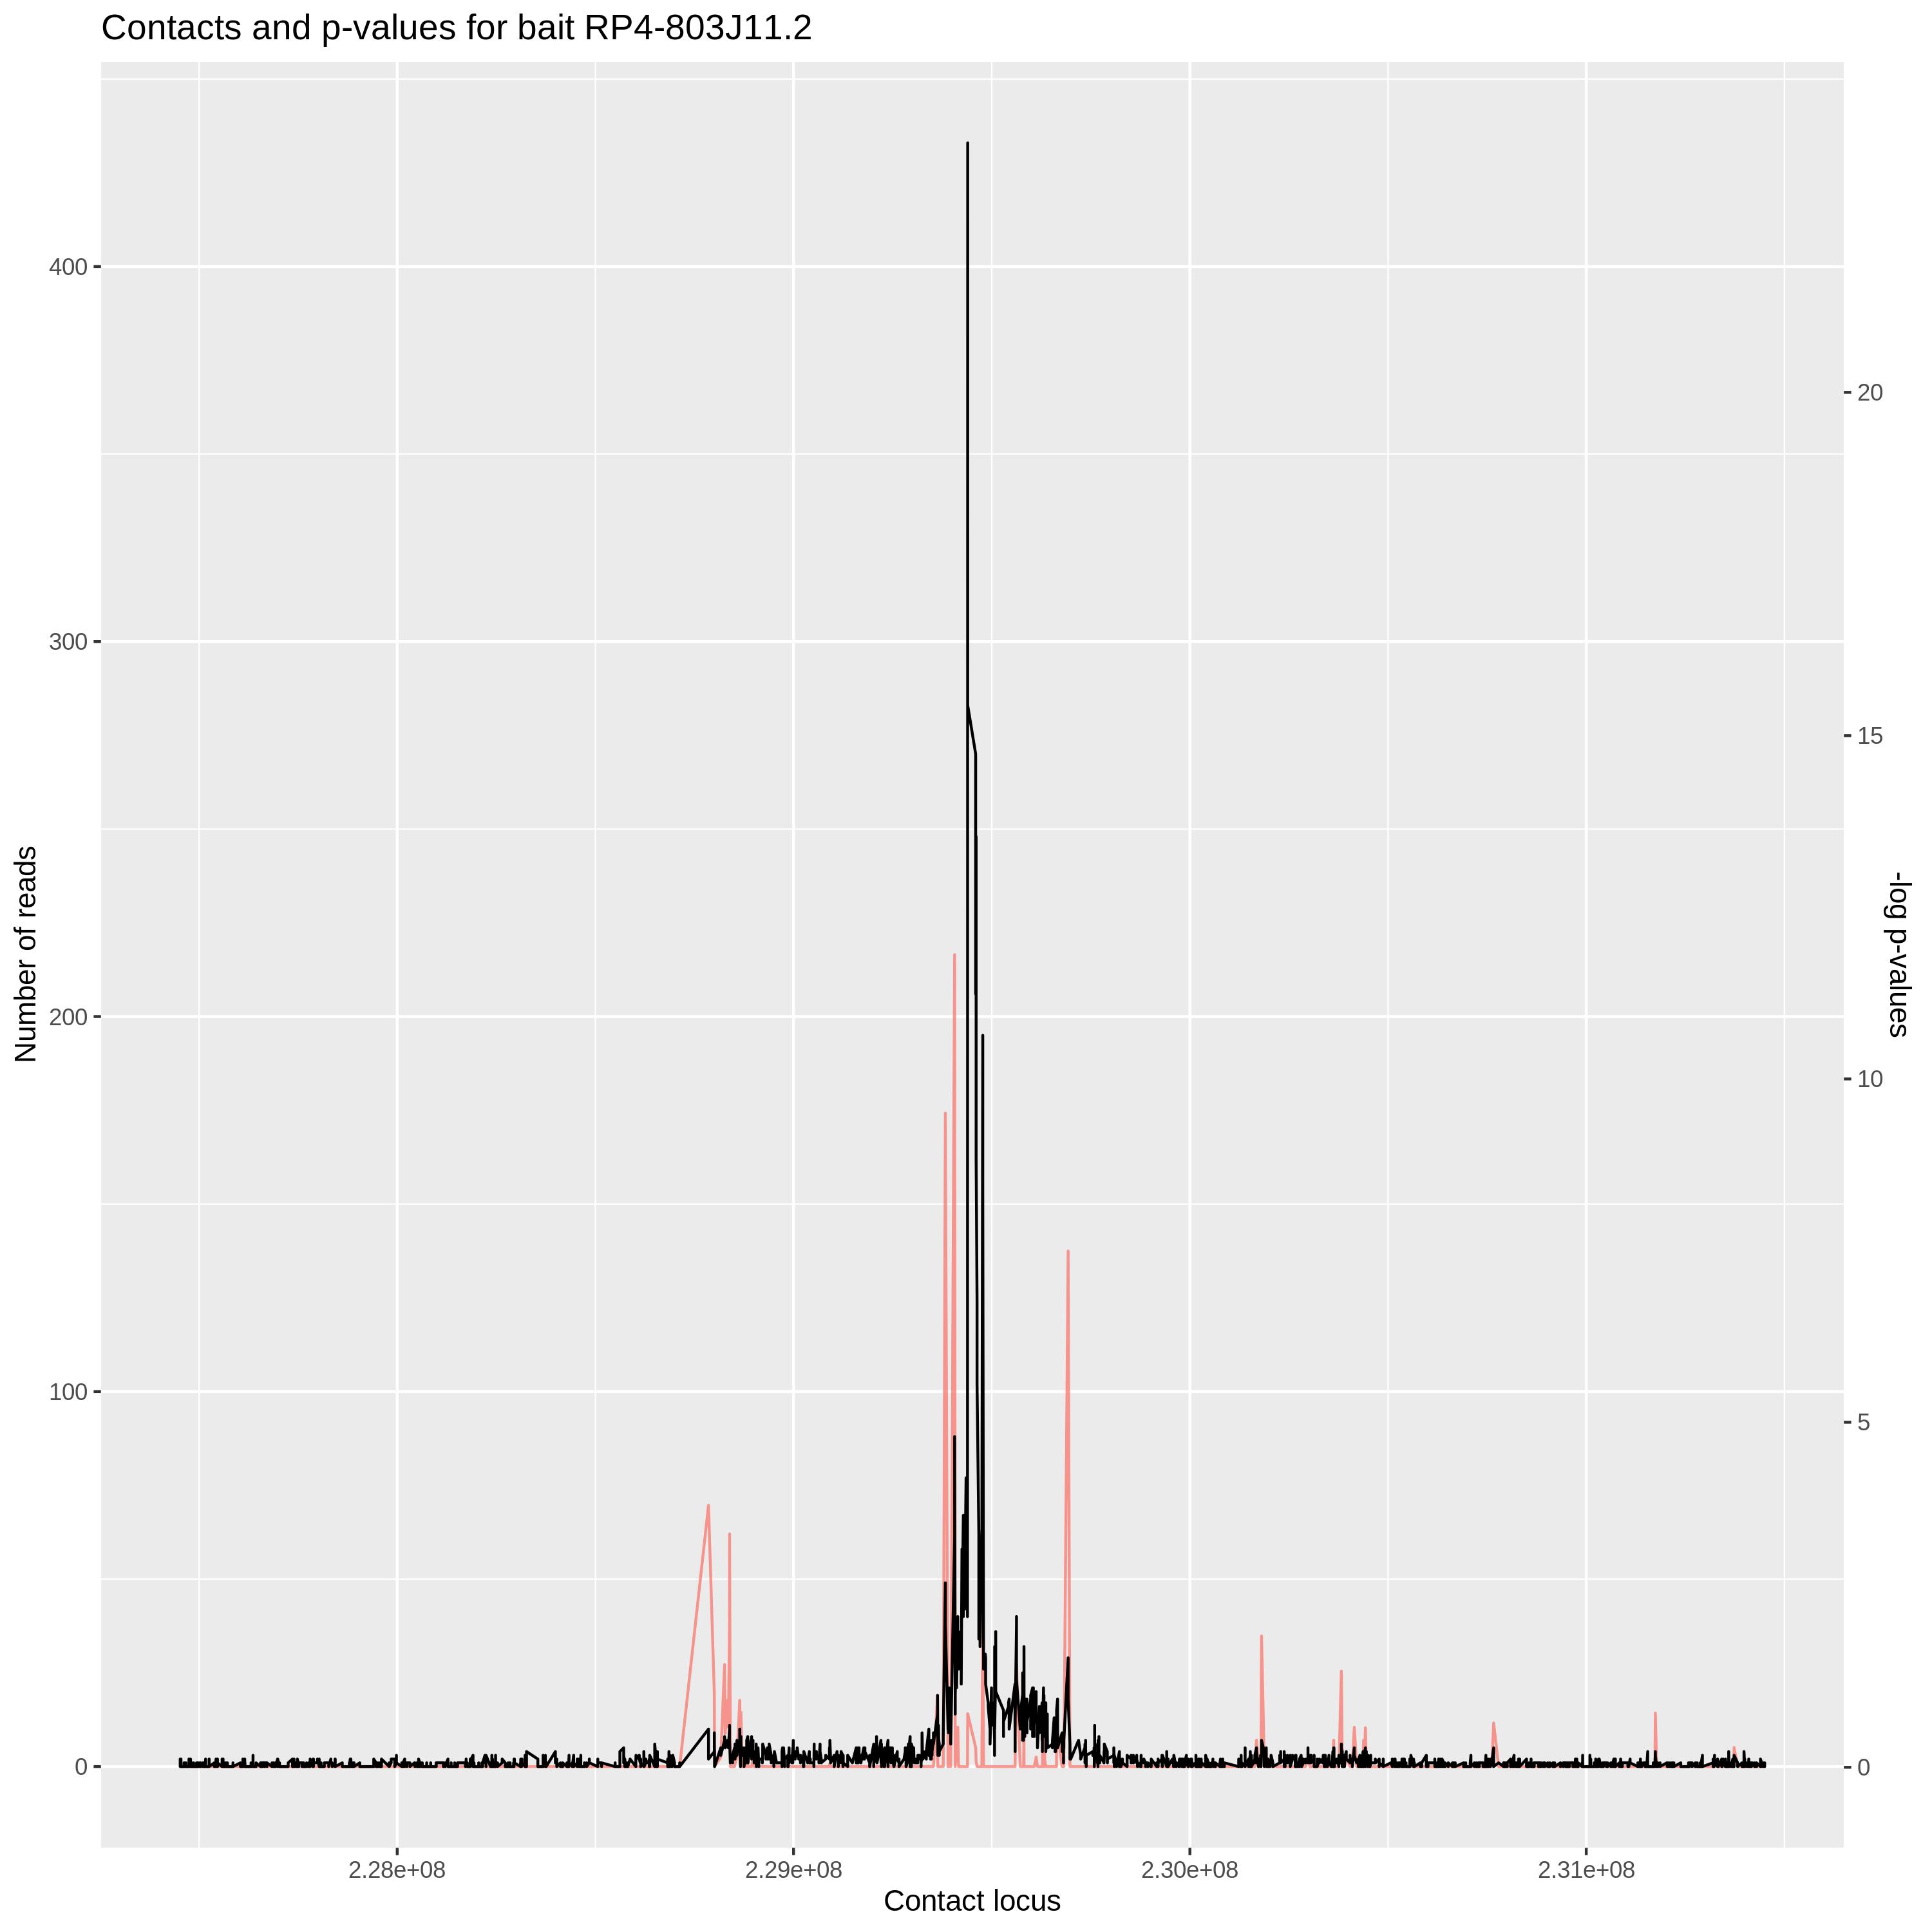 Contacts and p-values for bait RP4-803J11.2
400
300
200
100
0
Number of reads
20
15
10
5
0
-log p-values
2.28e+08
2.29e+08
2.30e+08
2.31e+08
Contact locus